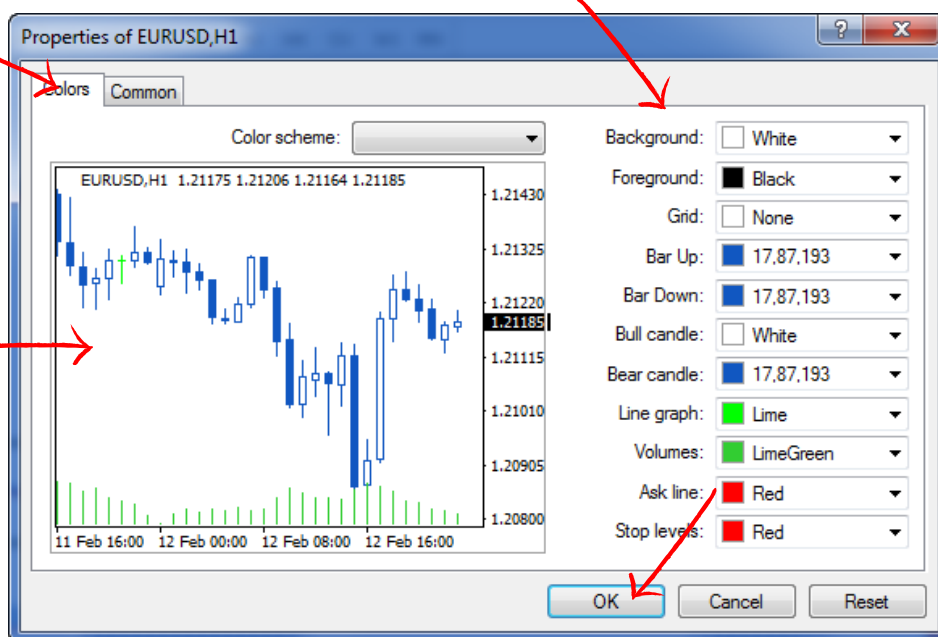 Properties of EURUSD,H1
?
Colors Common
Color scheme:
EURUSD,H1 1.21175 1.21206 1.21164 1.21185
1.21430
1.21325
1.21220
1.21185
1.21115
1.21010
1.20905
1.20800
11 Feb 16:00 12 Feb 00:00 12 Feb 08:00 12 Feb 16:00
Background: White
Foreground: Black
Grid: None
Bar Up: 17,87,193
Bar Down: 17,87,193
Bull candle: White
Bear candle: 17,87,193
Line graph: Lime
Volumes: LimeGreen
Ask line: Red
Stop levels: Red
OK Cancel Reset